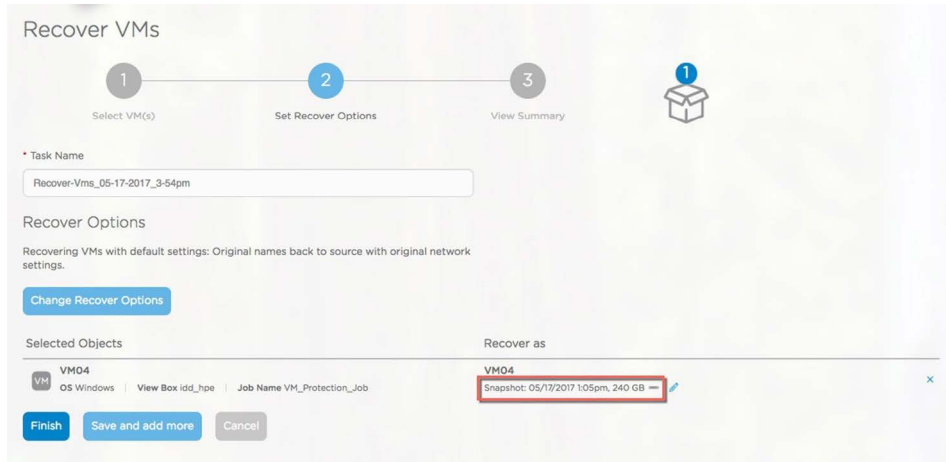 Recover VMs
1 2 3 1
Select VM(s) Set Recover Options View Summary
* Task Name
Recover-Vms_05-17-2017_3-54pm
Recover Options
Recovering VMs with default settings: Original names back to source with original network
settings.
Change Recover Options
Selected Objects Recover as
VM VM04 VM04
OS Windows View Box idd_hpe Job Name VM_Protection_Job Snapshot: 05/17/2017 1:05pm, 240 GB
Finish Save and add more Cancel